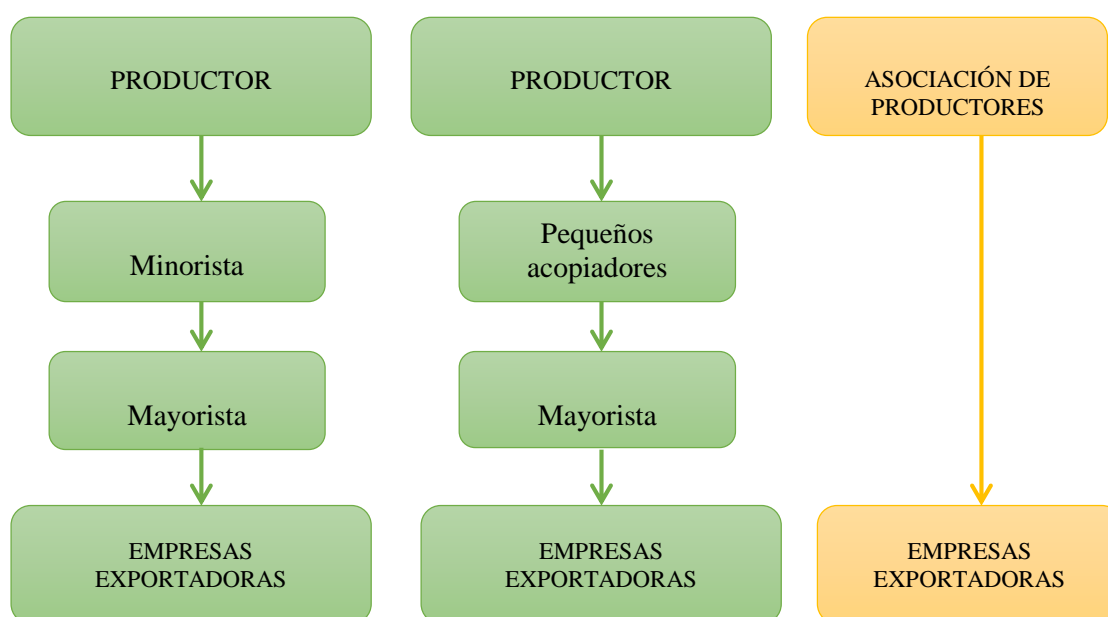 PRODUCTOR
PRODUCTOR
ASOCIACIÓN DE
PRODUCTORES
Minorista
Pequeños
acopiadores
Mayorista
Mayorista
EMPRESAS
EXPORTADORAS
EMPRESAS
EXPORTADORAS
EMPRESAS
EXPORTADORAS